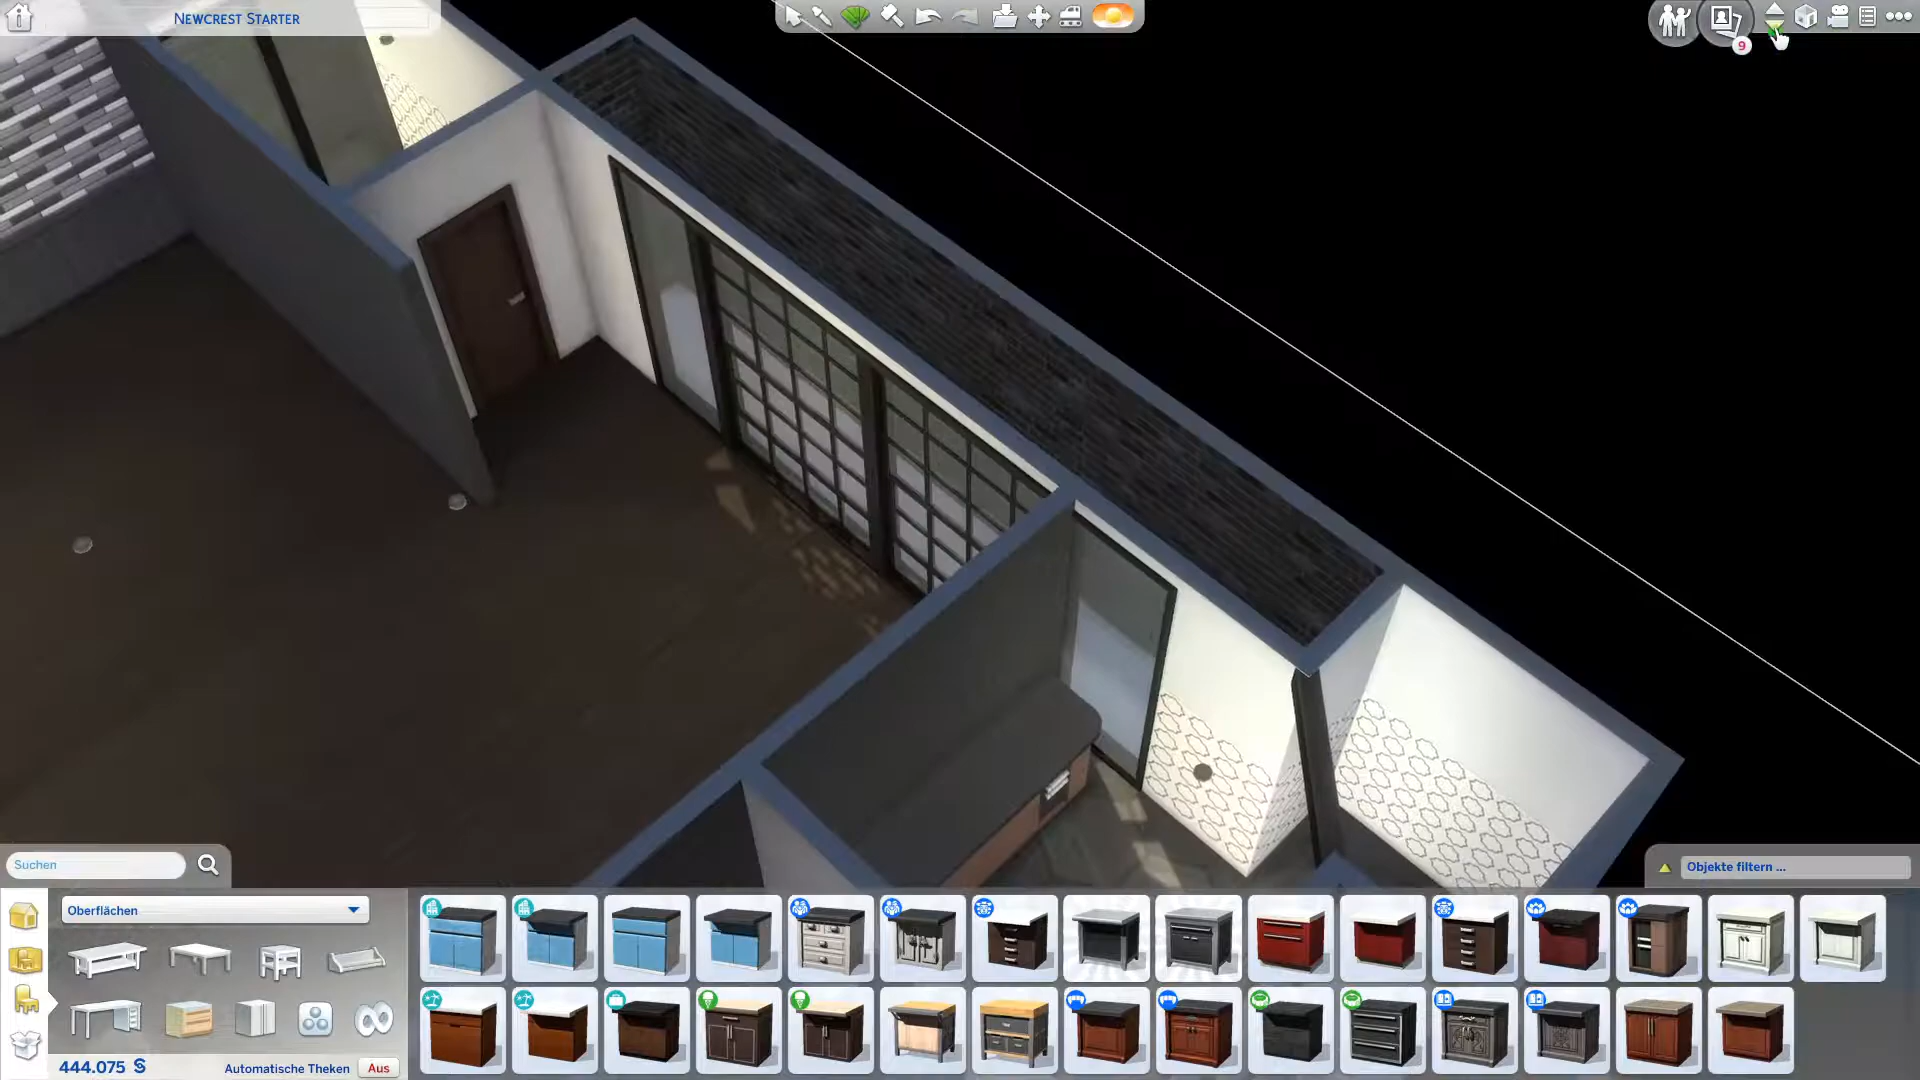 NEWCREST STARTER
9
Suchen
Objekte filtern ...
Oberflächen
444.075 S
Automatische Theken
Aus